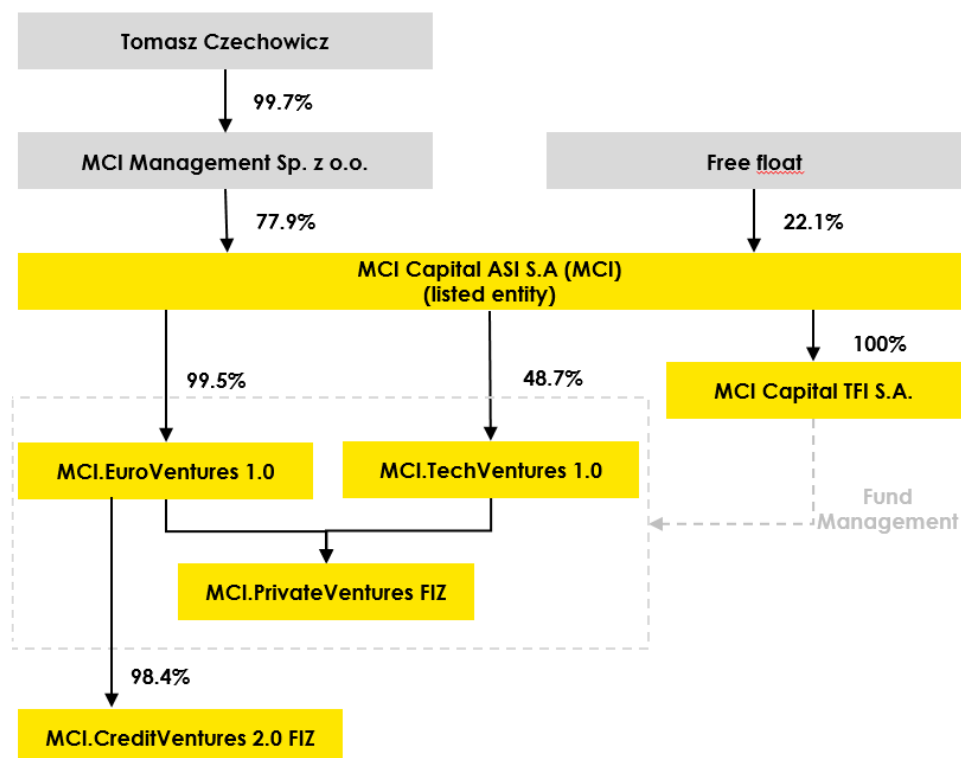 Tomasz Czechowicz
99.7%
MCI Management Sp. z o.o.
Free float
77.9%
22.1%
MCI Capital ASI S.A (MCI)
(listed entity)
99.5%
48.7%
100%
MCI Capital TFI S.A.
MCI.EuroVentures 1.0
MCI.TechVentures 1.0
Fund
Management
MCI.PrivateVentures FIZ
98.4%
MCI.CreditVentures 2.0 FIZ